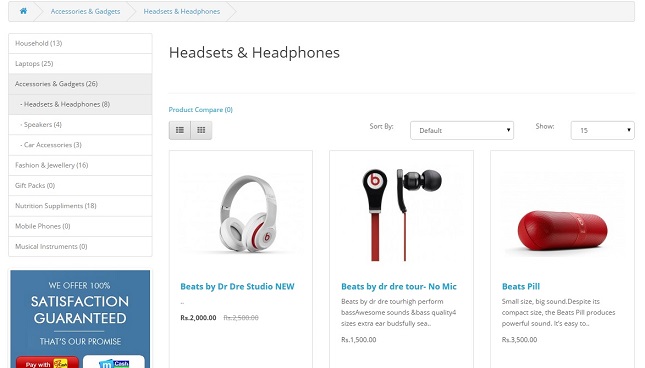 Accessories & Gadgets
Headsets & Headphones
Household (13)
Laptops (25)
Accessories & Gadgets (26)
- Headsets & Headphones (8)
- Speakers (4)
- Car Accessories (3)
Fashion & Jewellery (16)
Gift Packs (0)
Nutrition Suppliments (18)
Mobile Phones (0)
Musical Instruments (0)
WE OFFER 100%
SATISFACTION
GUARANTEED
THAT'S OUR PROMISE
Pay with
Cash
Headsets & Headphones
Product Compare (0)
Sort By:
Default
Show:
15
Beats by Dr Dre Studio NEW
..
Rs.2,000.00 Rs.2,500.00
Beats by dr dre tour- No Mic
Beats by dr dre tourhigh perform
bassAwesome sounds &bass quality4
sizes extra ear budsfully sea..
Rs.1,500.00
Beats Pill
Small size, big sound.Despite its
compact size, the Beats Pill produces
powerful sound. It's easy to..
Rs.3,500.00